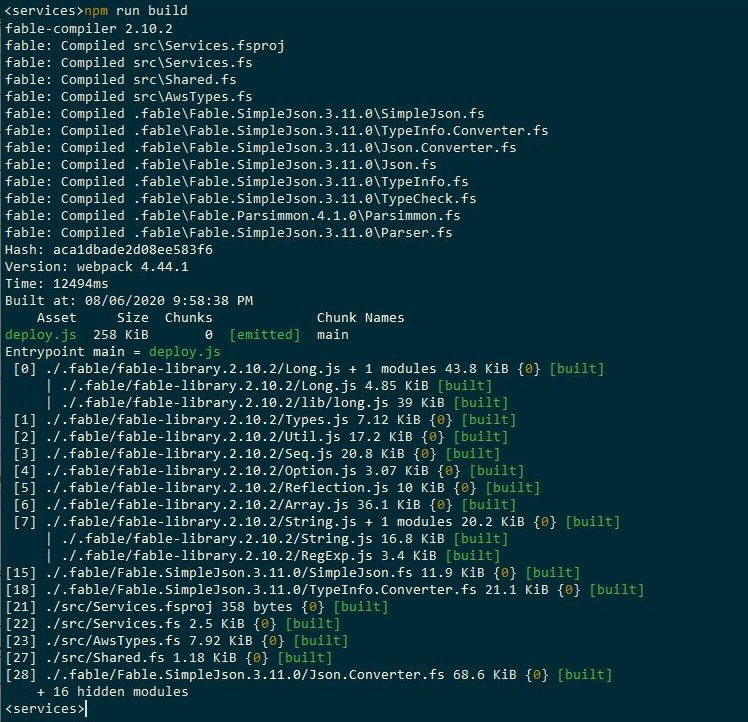 <services>npm run build
fable-compiler 2.10.2
fable: Compiled src\Services.fsproj
fable: Compiled src\Services.fs
fable: Compiled src\Shared.fs
fable: Compiled src\AwsTypes.fs
fable: Compiled .fable\Fable.SimpleJson.3.11.0\SimpleJson.fs
fable: Compiled .fable\Fable.SimpleJson.3.11.0\TypeInfo.Converter.fs
fable: Compiled .fable\Fable.SimpleJson.3.11.0\Json.Converter.fs
fable: Compiled .fable\Fable.SimpleJson.3.11.0\Json.fs
fable: Compiled .fable\Fable.SimpleJson.3.11.0\TypeInfo.fs
fable: Compiled .fable\Fable.SimpleJson.3.11.0\TypeCheck.fs
fable: Compiled .fable\Fable.Parsimmon.4.1.0\Parsimmon.fs
fable: Compiled .fable\Fable.SimpleJson.3.11.0\Parser.fs
Hash: aca1dbade2d08ee583f6
Version: webpack 4.44.1
Time: 12494ms
Built at: 08/06/2020 9:58:38 PM
    Asset     Size  Chunks             Chunk Names
deploy.js  258 KiB       0  [emitted]  main
Entrypoint main = deploy.js
 [0] ./.fable/fable-library.2.10.2/Long.js + 1 modules 43.8 KiB {0} [built]
     | ./.fable/fable-library.2.10.2/Long.js 4.85 KiB [built]
     | ./.fable/fable-library.2.10.2/lib/long.js 39 KiB [built]
 [1] ./.fable/fable-library.2.10.2/Types.js 7.12 KiB {0} [built]
 [2] ./.fable/fable-library.2.10.2/Util.js 17.2 KiB {0} [built]
 [3] ./.fable/fable-library.2.10.2/Seq.js 20.8 KiB {0} [built]
 [4] ./.fable/fable-library.2.10.2/Option.js 3.07 KiB {0} [built]
 [5] ./.fable/fable-library.2.10.2/Reflection.js 10 KiB {0} [built]
 [6] ./.fable/fable-library.2.10.2/Array.js 36.1 KiB {0} [built]
 [7] ./.fable/fable-library.2.10.2/String.js + 1 modules 20.2 KiB {0} [built]
     | ./.fable/fable-library.2.10.2/String.js 16.8 KiB [built]
     | ./.fable/fable-library.2.10.2/RegExp.js 3.4 KiB [built]
[15] ./.fable/Fable.SimpleJson.3.11.0/SimpleJson.fs 11.9 KiB {0} [built]
[18] ./.fable/Fable.SimpleJson.3.11.0/TypeInfo.Converter.fs 21.1 KiB {0} [built]
[21] ./src/Services.fsproj 358 bytes {0} [built]
[22] ./src/Services.fs 2.5 KiB {0} [built]
[23] ./src/AwsTypes.fs 7.92 KiB {0} [built]
[27] ./src/Shared.fs 1.18 KiB {0} [built]
[28] ./.fable/Fable.SimpleJson.3.11.0/Json.Converter.fs 68.6 KiB {0} [built]
    + 16 hidden modules
<services>